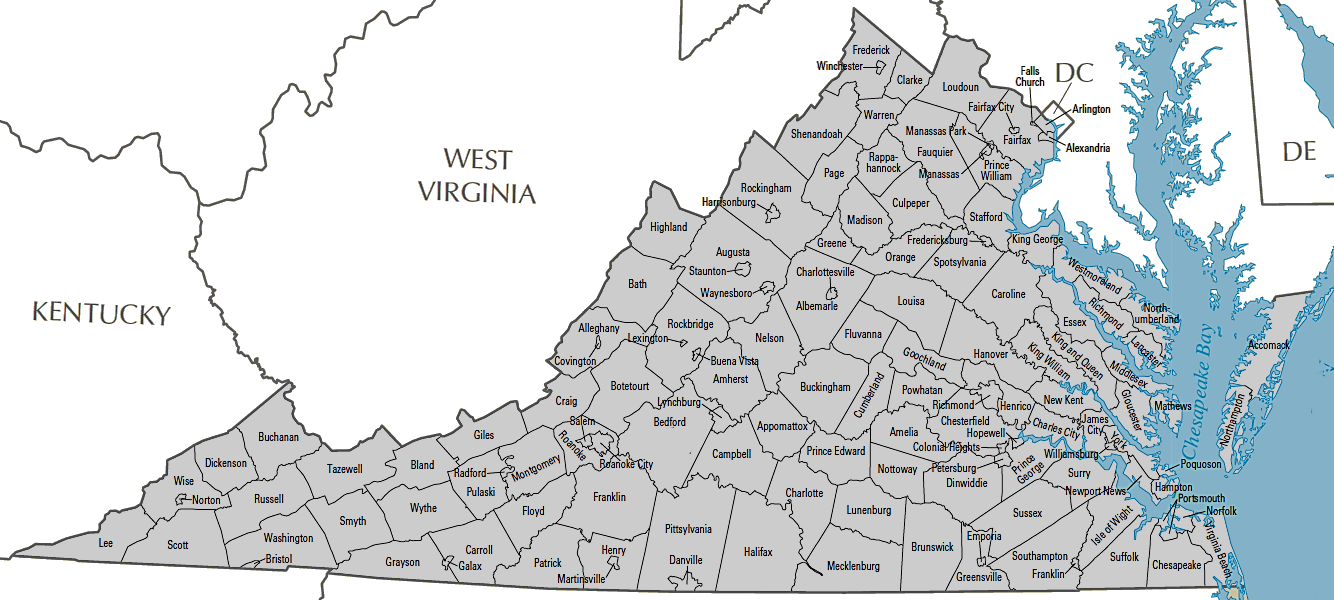 Frederick
Winchester
Clarke
Loudoun
Falls
Church
DC
Arlington
Fairfax City
Warren
Shenandoah
Manassas Park
Fairfax
Alexandria
Fauquier
DE
WEST
VIRGINIA
Page
Rappa-
hannock
Manassas
Prince
William
Rockingham
Harrisonburg
Culpeper
Madison
Stafford
Highland
Greene
Fredericksburg
King George
Augusta
Orange
Spotsylvania
Staunton
Charlottesville
Westmoreland
Bath
Waynesboro
Albemarle
Louisa
Caroline
Richmond
North-
umberland
KENTUCKY
Alleghany
Rockbridge
Lexington
Nelson
Fluvanna
Essex
Lancaster
Accomack
Chesapeake Bay
Covington
Buena Vista
Amherst
Goochland
Hanover
King William
King and Queen
Middlesex
Botetourt
Buckingham
Cumberland
Powhatan
Craig
Lynchburg
Richmond
Henrico
New Kent
Gloucester
Mathews
Northampton
Salem
Bedford
Appomattox
Amelia
Chesterfield
Hopewell
Charles City
James
City
York
Buchanan
Giles
Roanoke
Colonial Heights
Dickenson
Tazewell
Bland
Radford
Montgomery
Roanoke City
Campbell
Prince Edward
Nottoway
Petersburg
Prince
George
Williamsburg
Poquoson
Wise
Norton
Russell
Pulaski
Franklin
Charlotte
Dinwiddie
Surry
Newport News
Hampton
Portsmouth
Norfolk
Wythe
Floyd
Lunenburg
Sussex
Isle of Wight
Smyth
Pittsylvania
Lee
Scott
Washington
Emporia
Virginia Beach
Bristol
Grayson
Carroll
Galax
Patrick
Henry
Martinsville
Danville
Halifax
Mecklenburg
Brunswick
Greensville
Southampton
Franklin
Suffolk
Chesapeake